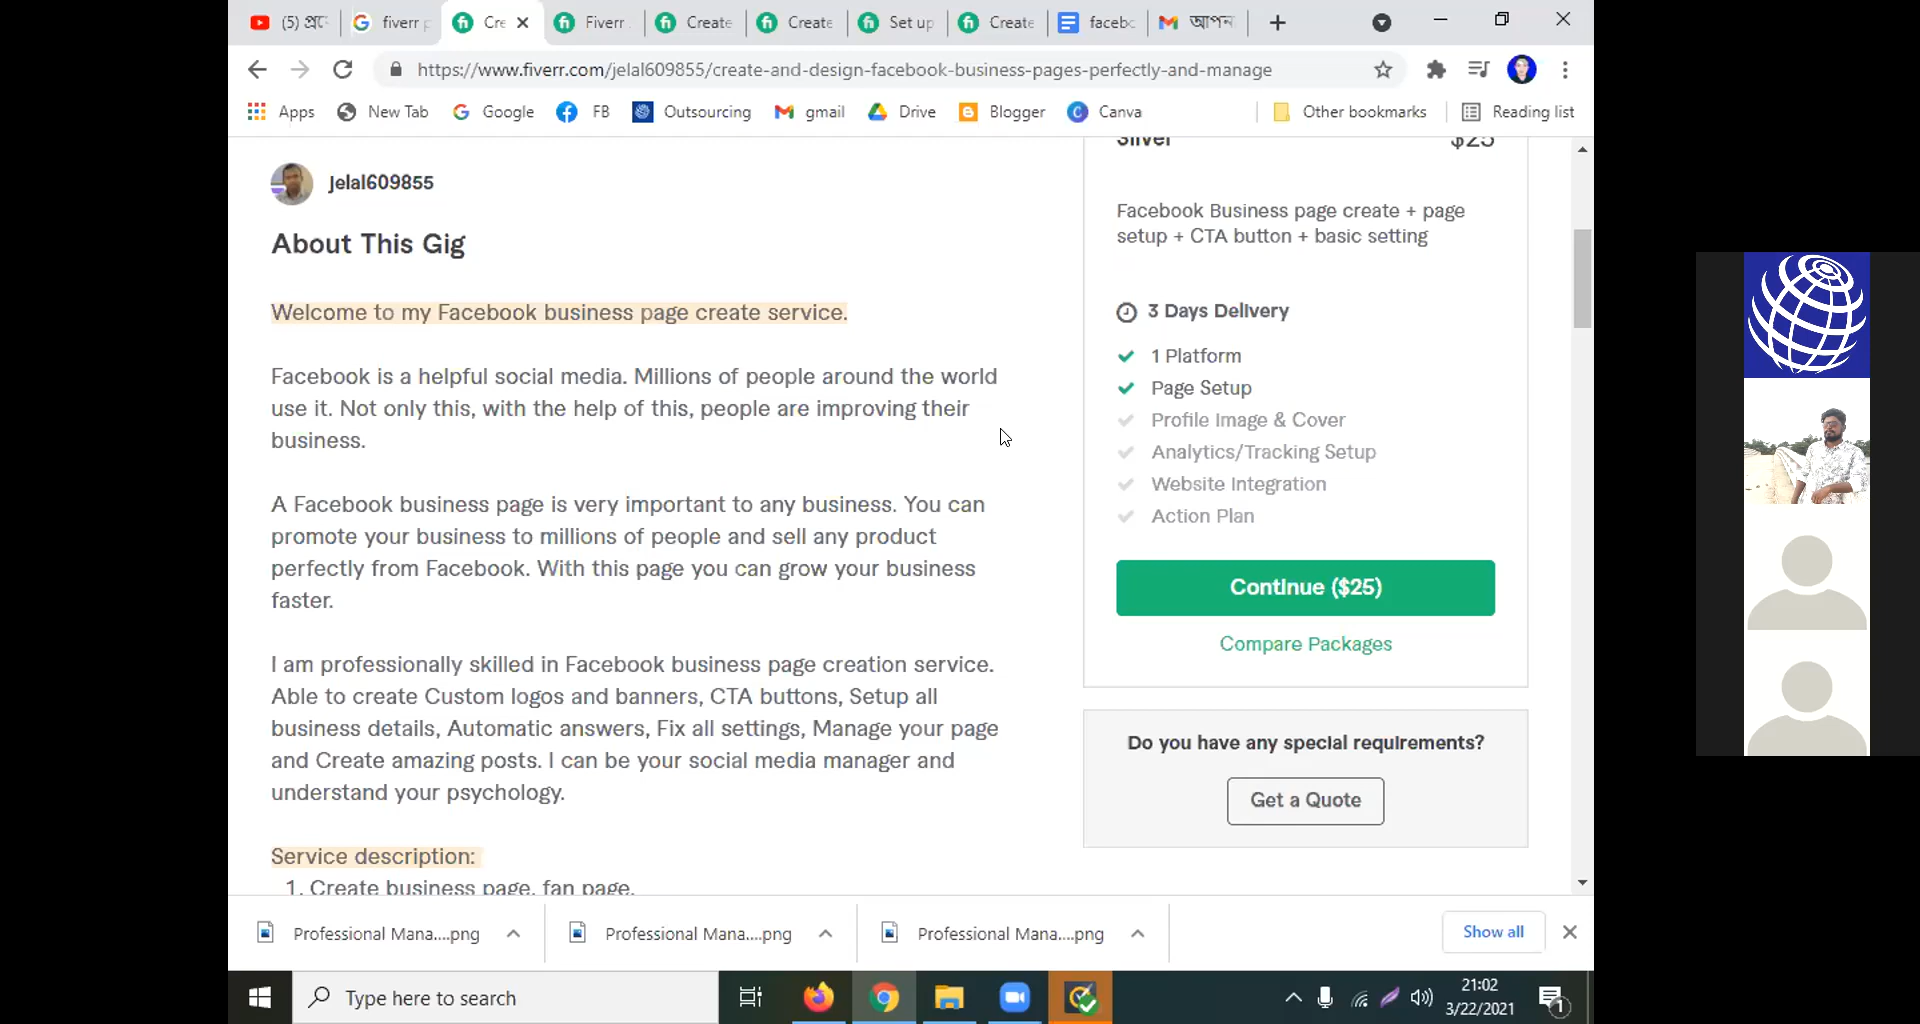 (5) প্রে
fiverr p
Cre
Fiverr
Create
Create
Set up
Create
facebo
আপন
https://www.fiverr.com/jelal609855/create-and-design-facebook-business-pages-perfectly-and-manage
Apps
New Tab
Google
FB
Outsourcing
gmail
Drive
Blogger
Canva
Other bookmarks
Reading list
jelal609855
About This Gig
Welcome to my Facebook business page create service.
Facebook is a helpful social media. Millions of people around the world
use it. Not only this, with the help of this, people are improving their
business.
A Facebook business page is very important to any business. You can
promote your business to millions of people and sell any product
perfectly from Facebook. With this page you can grow your business
faster.
I am professionally skilled in Facebook business page creation service.
Able to create Custom logos and banners, CTA buttons, Setup all
business details, Automatic answers, Fix all settings, Manage your page
and Create amazing posts. I can be your social media manager and
understand your psychology.
Service description:
1. Create business page, fan page.
Silver $25
Facebook Business page create + page
setup + CTA button + basic setting
3 Days Delivery
1 Platform
Page Setup
Profile Image & Cover
Analytics/Tracking Setup
Website Integration
Action Plan
Continue ($25)
Compare Packages
Do you have any special requirements?
Get a Quote
Professional Mana....png
Professional Mana....png
Professional Mana....png
Show all
Type here to search
21:02
3/22/2021
1